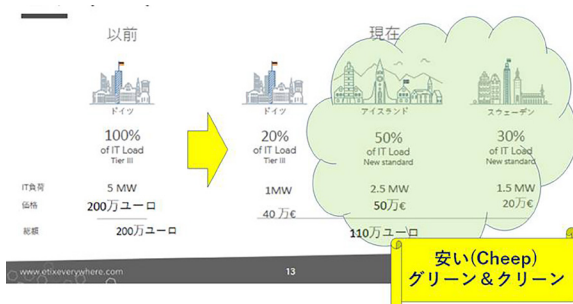 以前
現在
ドイツ
ドイツ
アイスランド
スウェーデン
100%
of IT Load
Tier III
20%
of IT Load
Tier III
50%
of IT Load
New standard
30%
of IT Load
New standard
IT負荷
5 MW
1MW
2.5 MW
1.5 MW
価格
200万ユーロ
40 万€
50万€
20万€
総額
200万ユーロ
110万ユーロ
www.etixeverywhere.com
13
安い(Cheep)
グリーン＆クリーン